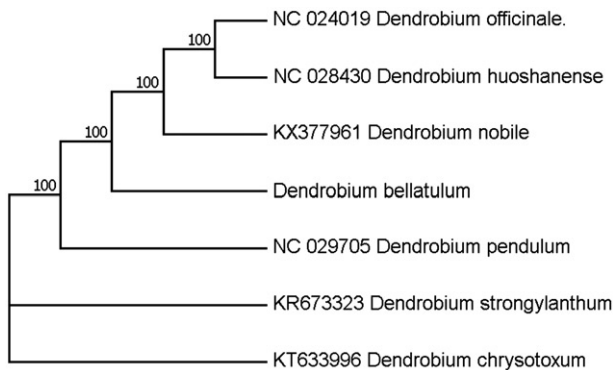 NC 024019 Dendrobium officinale.
100
NC 028430 Dendrobium huoshanense
100
KX377961 Dendrobium nobile
100
Dendrobium bellatulum
100
NC 029705 Dendrobium pendulum
KR673323 Dendrobium strongylanthum
KT633996 Dendrobium chrysotoxum